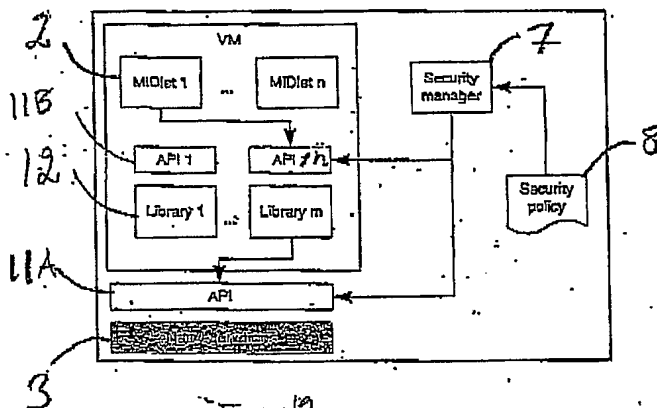 2
VM
7
MIDlet 1
...
MIDlet n
Security manager
11B
8
API 1
API
12
Library 1
...
Library m
Security policy
11A
API
3